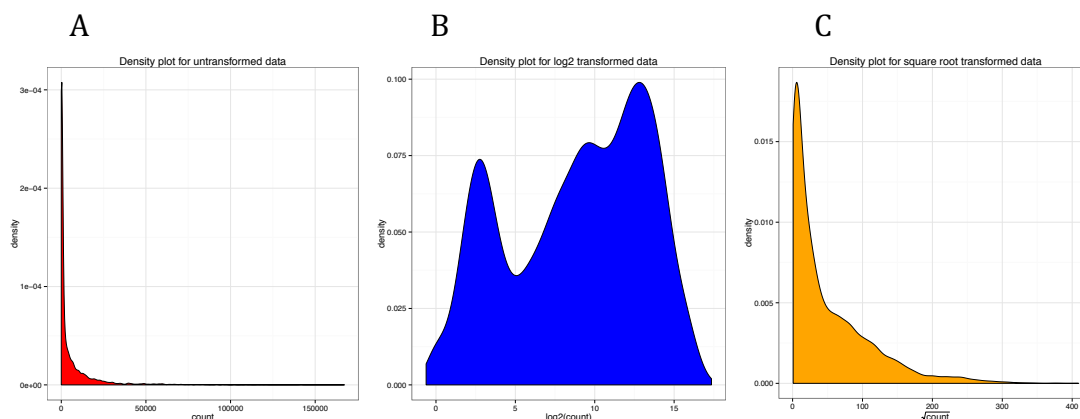 A
B
C
Density plot for untransformed data
Density plot for log2 transformed data
Density plot for square root transformed data
3e−04
2e−04
1e−04
0e+00
density
0
50000
100000
150000
count
0.100
0.075
0.050
0.025
0.000
density
0
5
10
15
log2(count)
0.015
0.010
0.005
0.000
density
0
100
200
300
400
√count